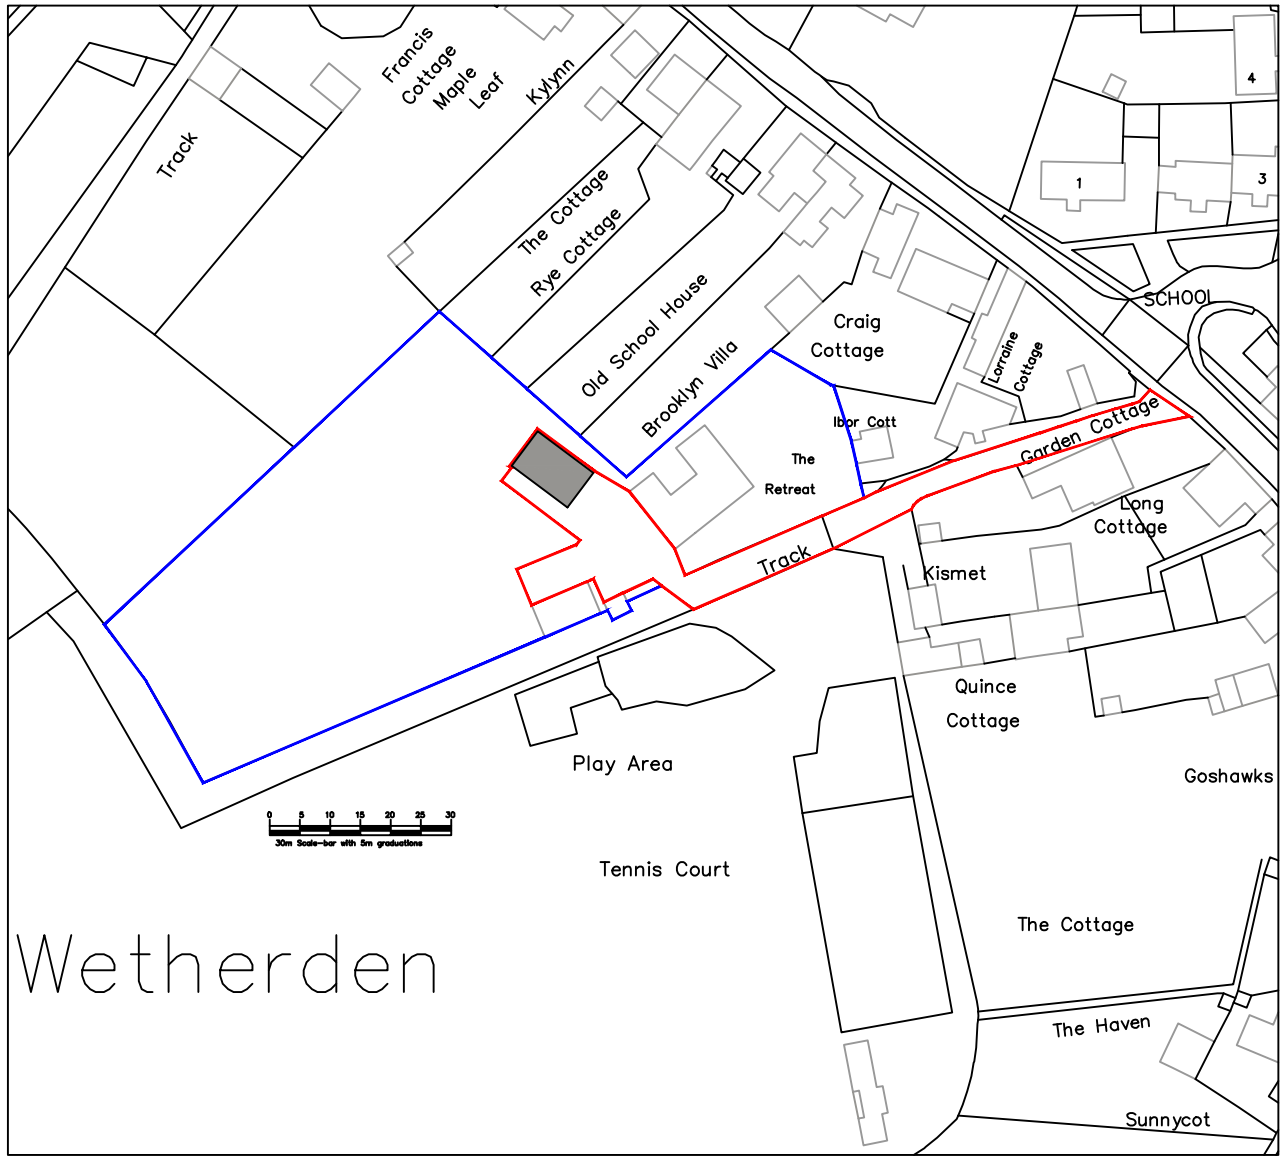 Francis
Cottage
Maple
Leaf
Kylynn
4
Track
1
3
The Cottage
Rye Cottage
Old School House
SCHOOL
Craig
Cottage
Lorraine
Cottage
Brooklyn Villa
Ibor Cott
Garden Cottage
The
Retreat
Long
Cottage
Track
Kismet
Quince
Cottage
Play Area
Goshawks
0 5 10 15 20 25 30
30m Scale-bar with 5m graduations
Tennis Court
The Cottage
Wetherden
The Haven
Sunnycot